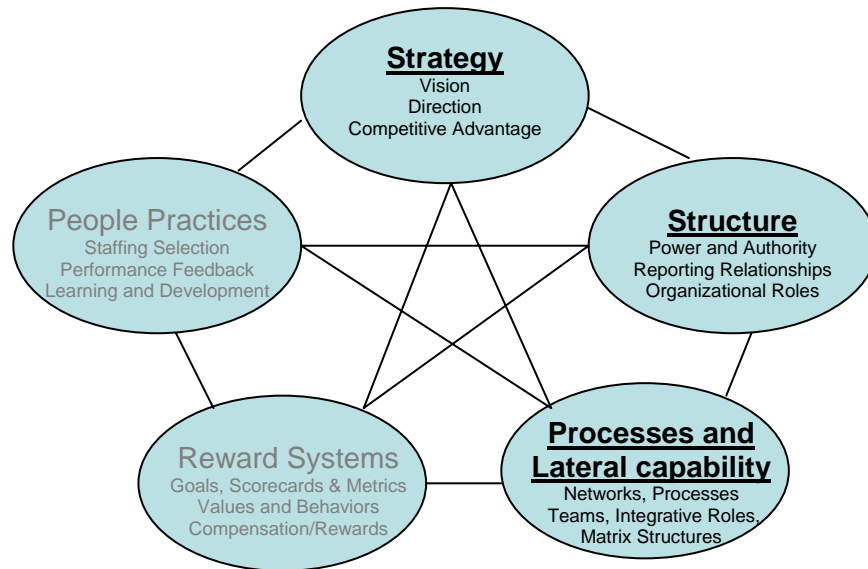 Strategy
Vision
Direction
Competitive Advantage
People Practices
Staffing Selection
Performance Feedback
Learning and Development
Structure
Power and Authority
Reporting Relationships
Organizational Roles
Reward Systems
Goals, Scorecards & Metrics
Values and Behaviors
Compensation/Rewards
Processes and
Lateral capability
Networks, Processes
Teams, Integrative Roles,
Matrix Structures